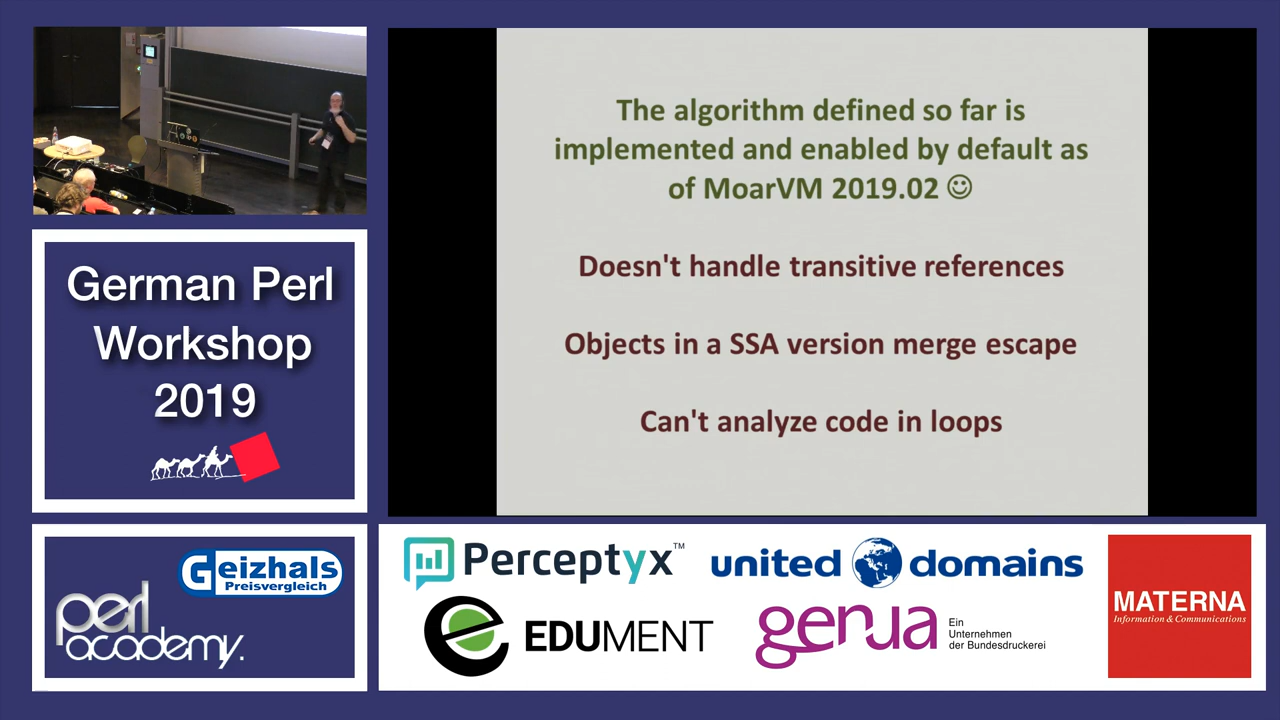 The algorithm defined so far is
implemented and enabled by default as
of MoarVM 2019.02 ☺
Doesn't handle transitive references
Objects in a SSA version merge escape
Can't analyze code in loops
German Perl
Workshop
2019
Geizhals
Preisvergleich
perl
academy.
Perceptyx™
united domains
EDUMENT
genua
Ein
Unternehmen
der Bundesdruckerei
MATERNA
Information & Communications